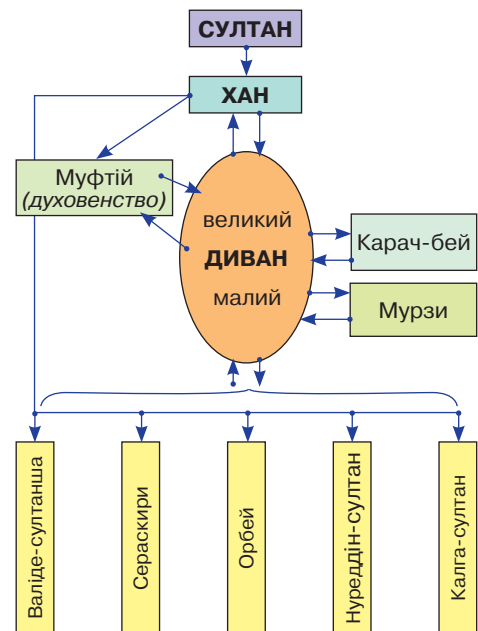 СУЛТАН
ХАН
Муфтій
(духовенство)
великий
ДИВАН
малий
Карач-бей
Мурзи
Валіде-султанша
Сераскири
Орбей
Нуреддін-султан
Калга-султан